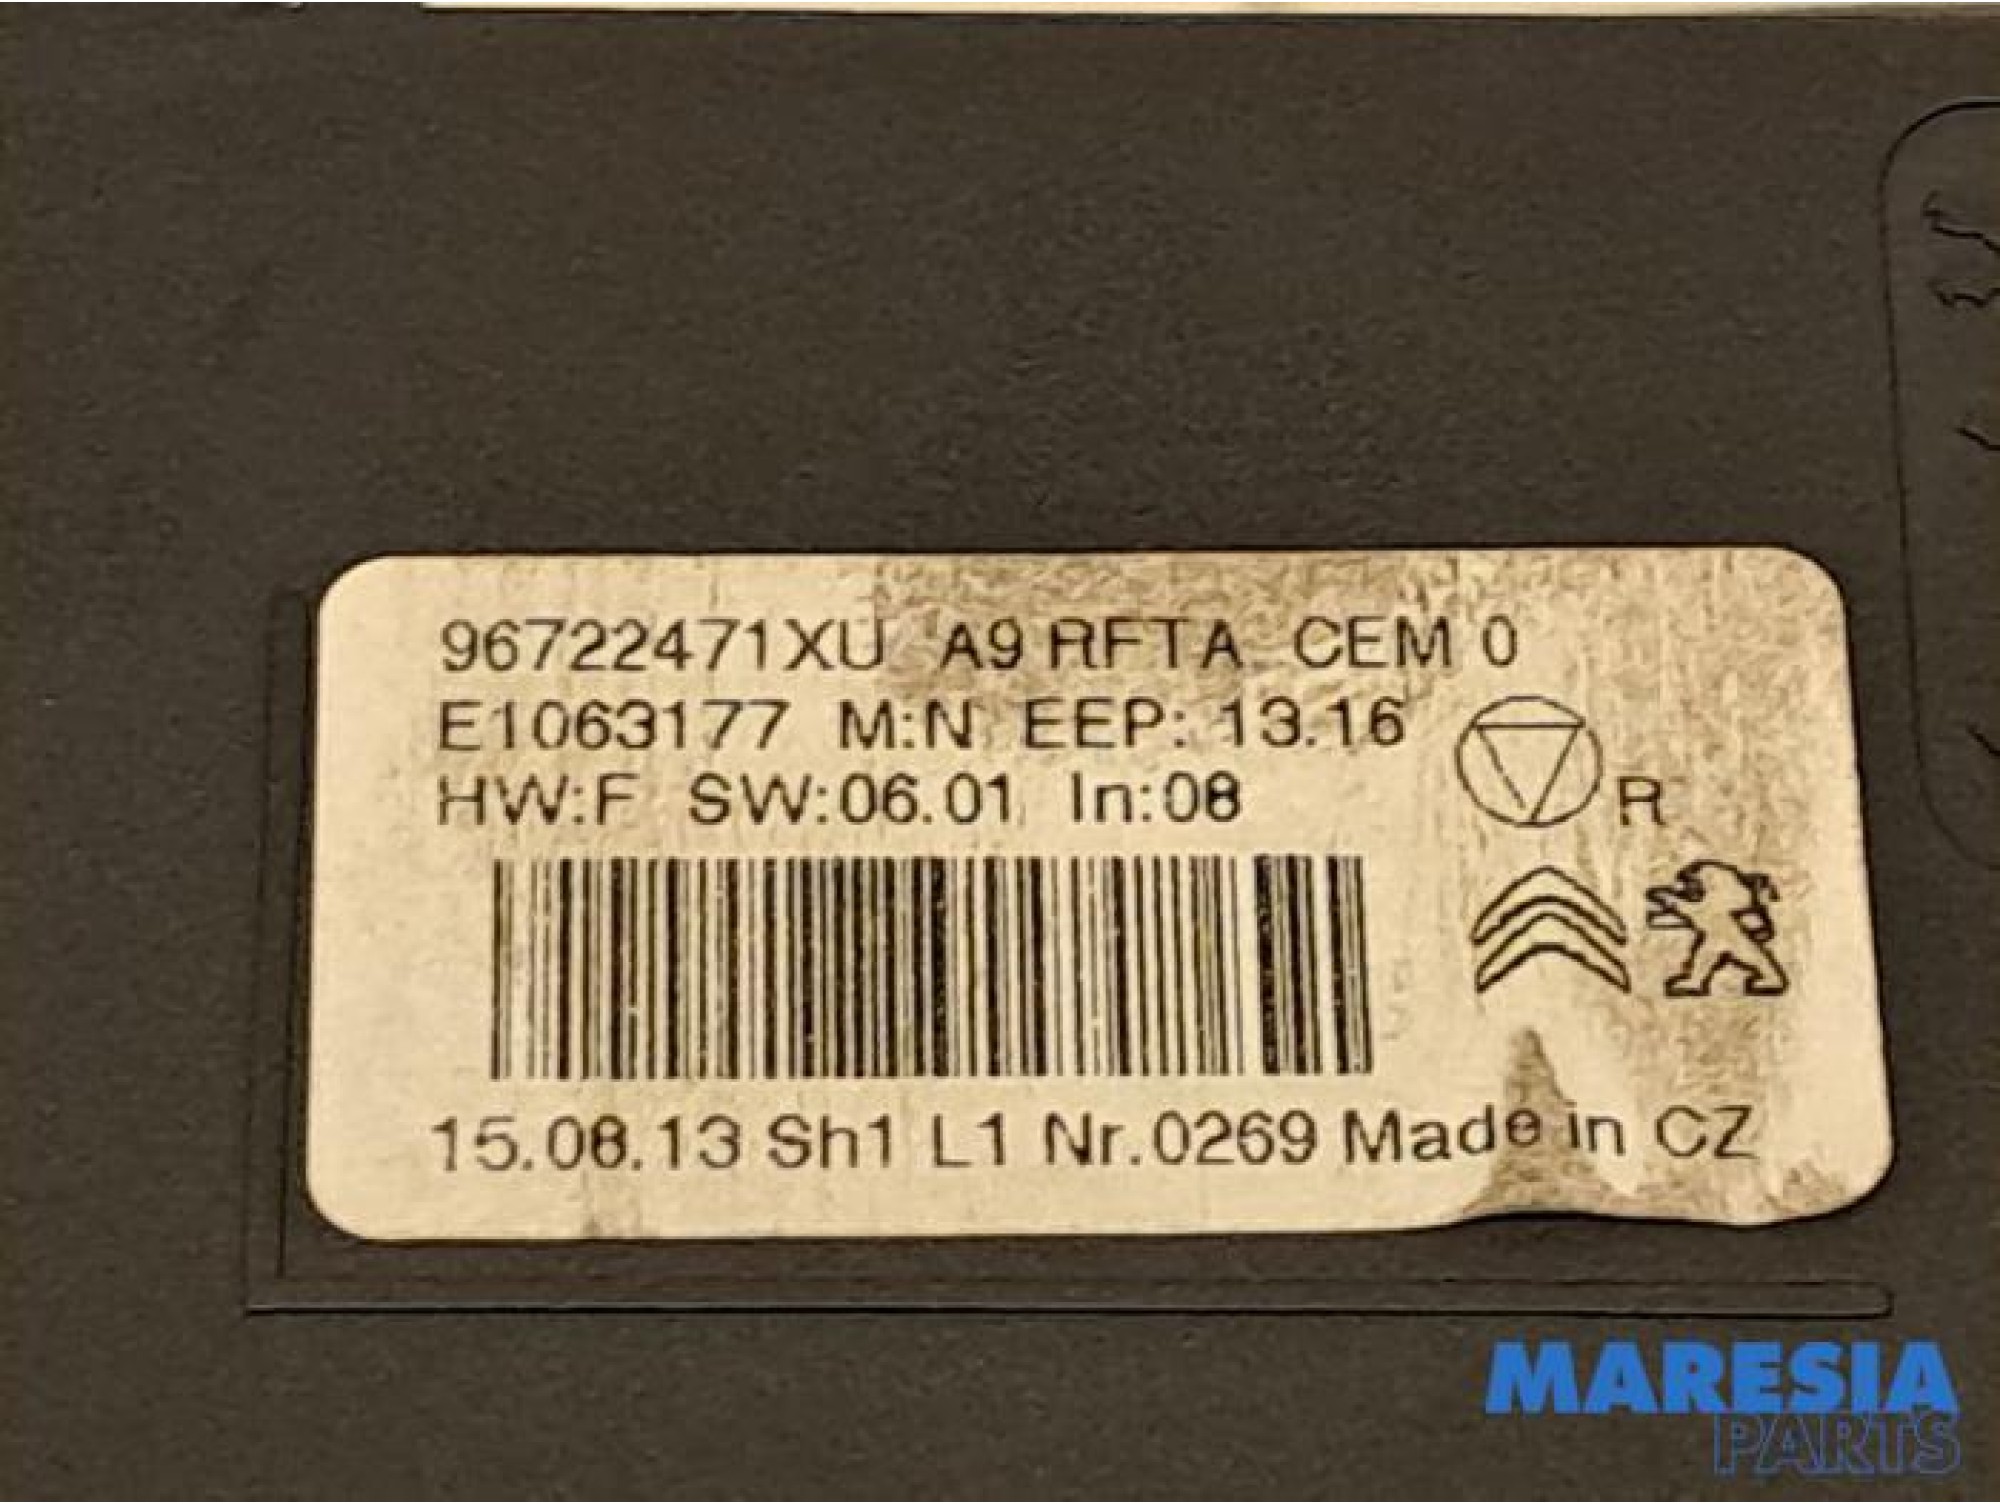 96722471XU A9 RFTA CEM 0
E1063177 M:N EEP: 13.16
HW:F SW:06.01 In:08
R
15.08.13 Sh1 L1 Nr.0269 Made in CZ
MARESIA
PARTS